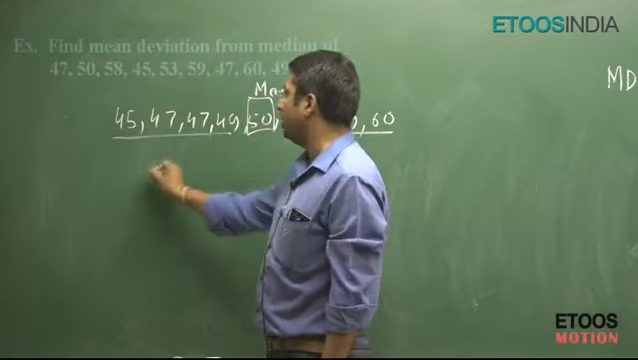 ETOOSINDIA
Ex. Find mean deviation from median of
47, 50, 58, 45, 53, 59, 47, 60, 49
MD
45, 47, 47, 49, 50,
, 60
ETOOS
MOTION